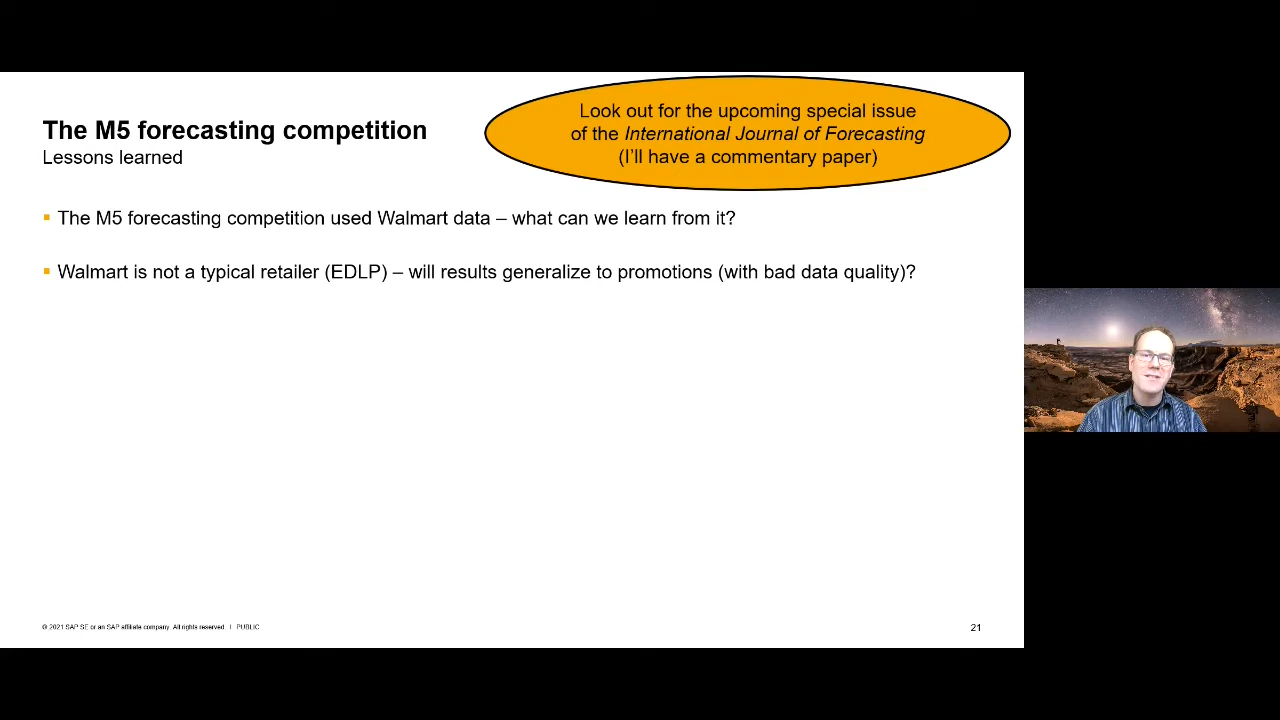 The M5 forecasting competition
Lessons learned
Look out for the upcoming special issue
of the International Journal of Forecasting
(I'll have a commentary paper)
▪ The M5 forecasting competition used Walmart data – what can we learn from it?
▪ Walmart is not a typical retailer (EDLP) – will results generalize to promotions (with bad data quality)?
© 2021 SAP SE or an SAP affiliate company. All rights reserved. I PUBLIC
21